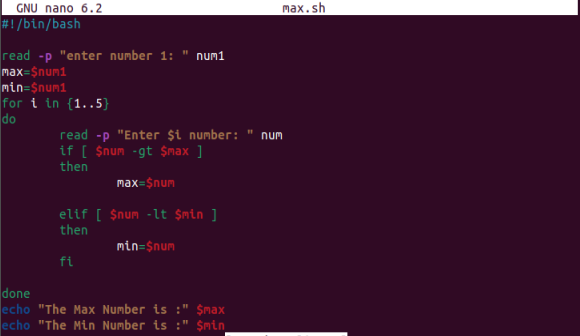 GNU nano 6.2 max.sh
#!/bin/bash
read -p "enter number 1: " num1
max=$num1
min=$num1
for i in {1..5}
do
read -p "Enter $i number: " num
if [ $num -gt $max ]
then
max=$num
elif [ $num -lt $min ]
then
min=$num
fi
done
echo "The Max Number is :" $max
echo "The Min Number is :" $min